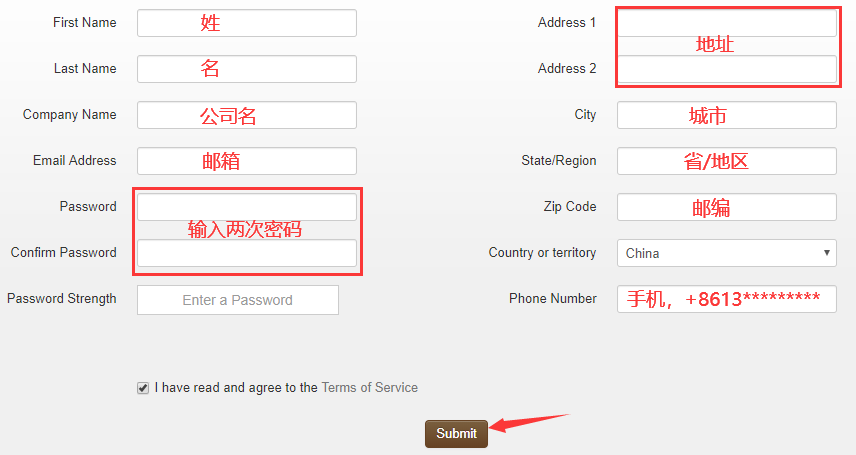 First Name 姓
Last Name 名
Company Name 公司名
Email Address 邮箱
Password
输入两次密码
Confirm Password
Password Strength Enter a Password
Address 1
地址
Address 2
City 城市
State/Region 省/地区
Zip Code 邮编
Country or territory China
Phone Number 手机，+8613*********
I have read and agree to the Terms of Service
Submit